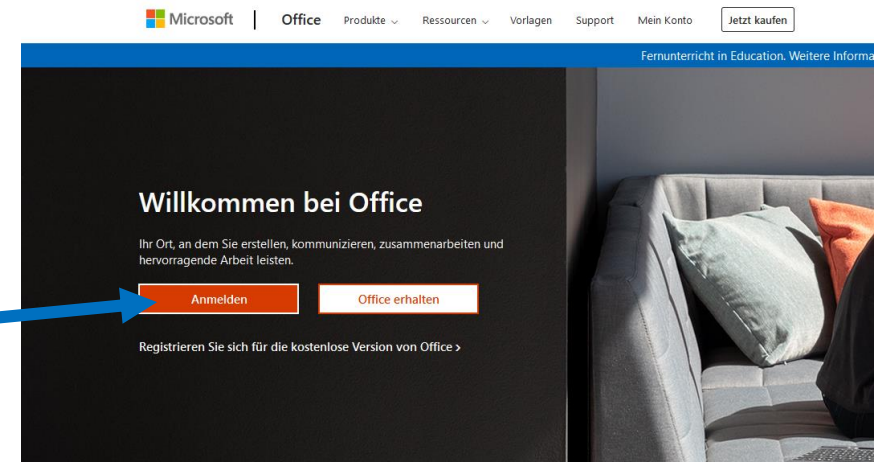 Microsoft Office Produkte Ressourcen Vorlagen Support Mein Konto Jetzt kaufen
Fernunterricht in Education. Weitere Informa
Willkommen bei Office
Ihr Ort, an dem Sie erstellen, kommunizieren, zusammenarbeiten und
hervorragende Arbeit leisten.
Anmelden Office erhalten
Registrieren Sie sich für die kostenlose Version von Office >